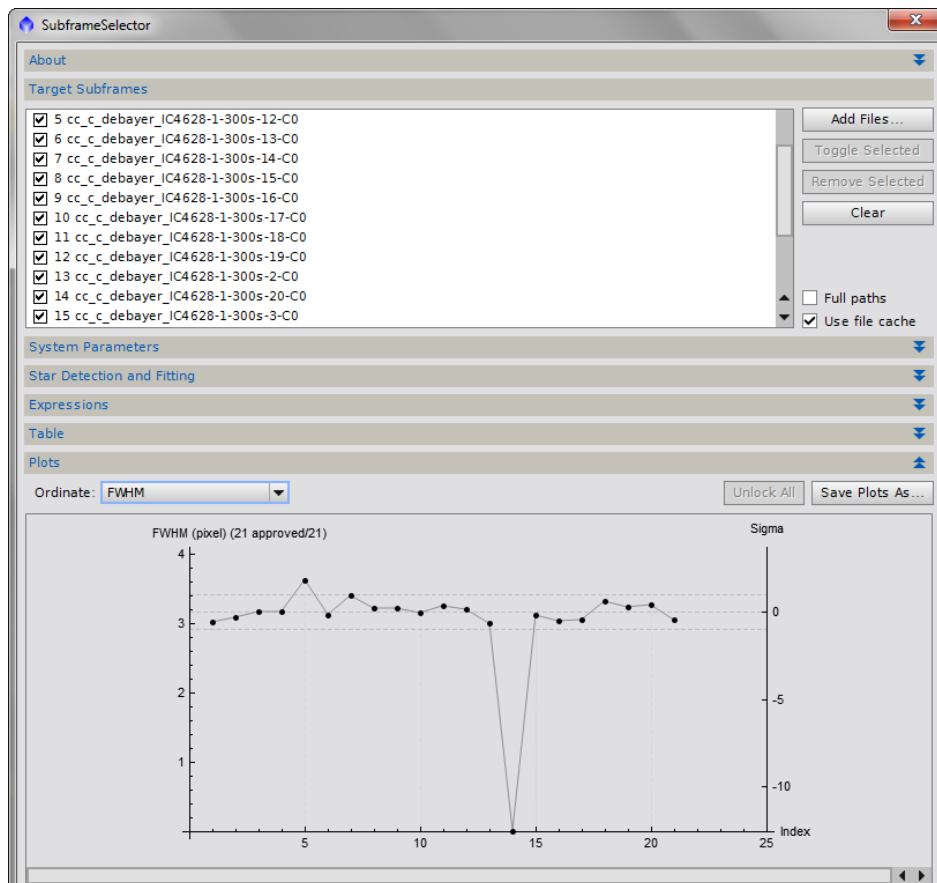 SubframeSelector
x
About
Target Subframes
5 cc_c_debayer_IC4628-1-300s-12-C0
6 cc_c_debayer_IC4628-1-300s-13-C0
7 cc_c_debayer_IC4628-1-300s-14-C0
8 cc_c_debayer_IC4628-1-300s-15-C0
9 cc_c_debayer_IC4628-1-300s-16-C0
10 cc_c_debayer_IC4628-1-300s-17-C0
11 cc_c_debayer_IC4628-1-300s-18-C0
12 cc_c_debayer_IC4628-1-300s-19-C0
13 cc_c_debayer_IC4628-1-300s-2-C0
14 cc_c_debayer_IC4628-1-300s-20-C0
15 cc_c_debayer_IC4628-1-300s-3-C0
Add Files...
Toggle Selected
Remove Selected
Clear
Full paths
Use file cache
System Parameters
Star Detection and Fitting
Expressions
Table
Plots
Ordinate: FWHM
Unlock All
Save Plots As...
FWHM (pixel) (21 approved/21)
Sigma
4
3
2
1
0
-5
-10
Index
5
10
15
20
25